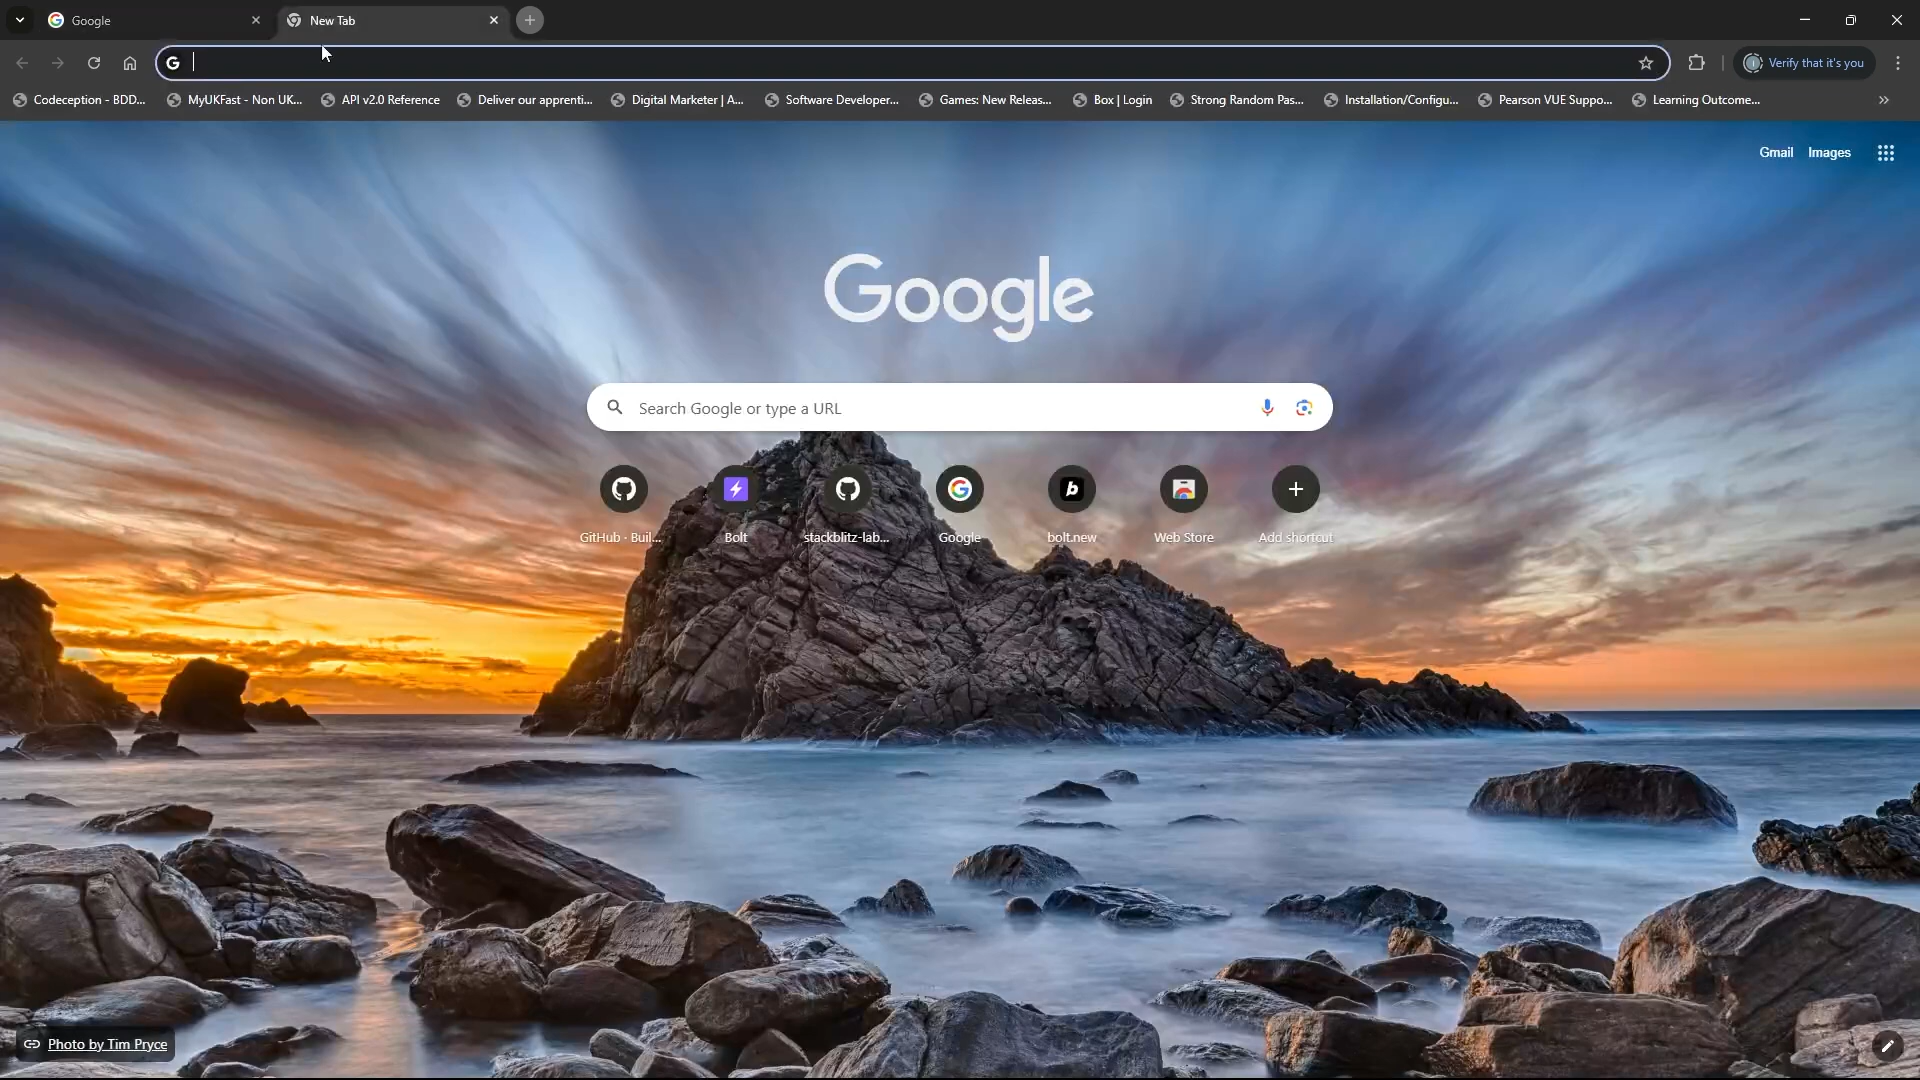 Google
New Tab
Verify that it's you
Codeception - BDD...
MyUKFast - Non UK...
API v2.0 Reference
Deliver our apprenti...
Digital Marketer | A...
Software Developer...
Games: New Releas...
Box | Login
Strong Random Pas...
Installation/Configu...
Pearson VUE Suppo...
Learning Outcome...
Gmail
Images
Google
Search Google or type a URL
GitHub · Buil...
Bolt
stackblitz-lab...
Google
bolt.new
Web Store
Add shortcut
Photo by Tim Pryce